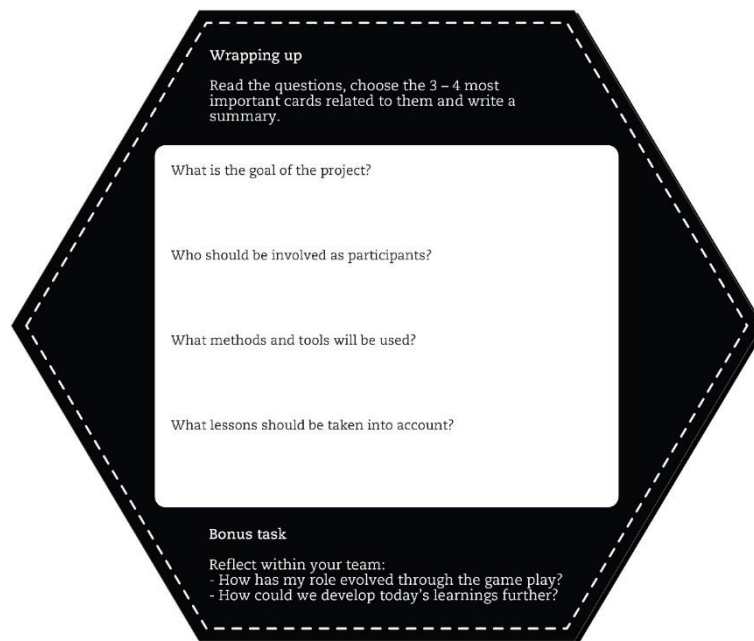 Wrapping up
Read the questions, choose the 3 – 4 most
important cards related to them and write a
summary.
What is the goal of the project?
Who should be involved as participants?
What methods and tools will be used?
What lessons should be taken into account?
Bonus task
Reflect within your team:
- How has my role evolved through the game play?
- How could we develop today's learnings further?